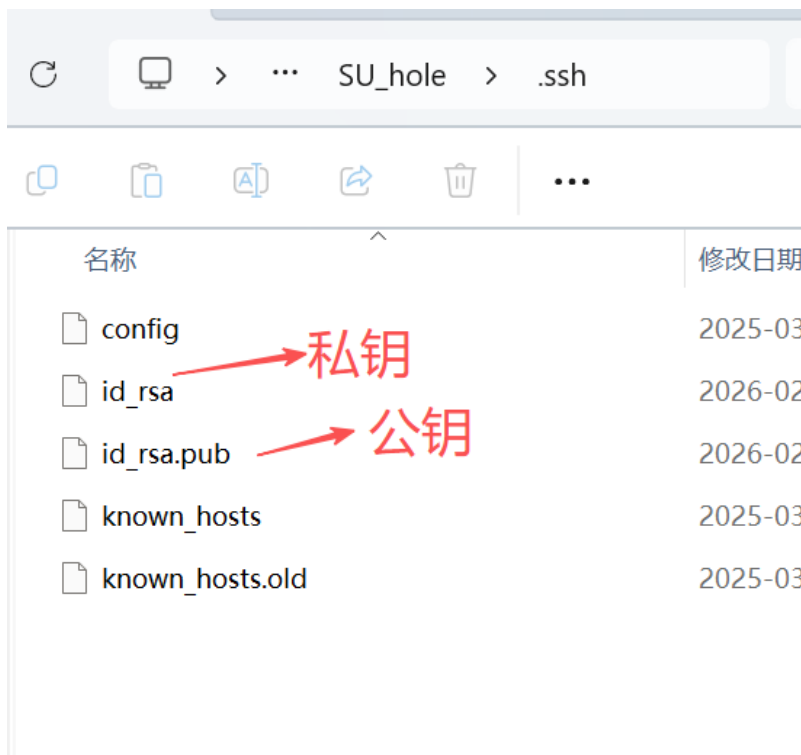 SU_hole > .ssh
名称
修改日期
config
2025-03
私钥
id_rsa
2026-02
公钥
id_rsa.pub
2026-02
known_hosts
2025-03
known_hosts.old
2025-03